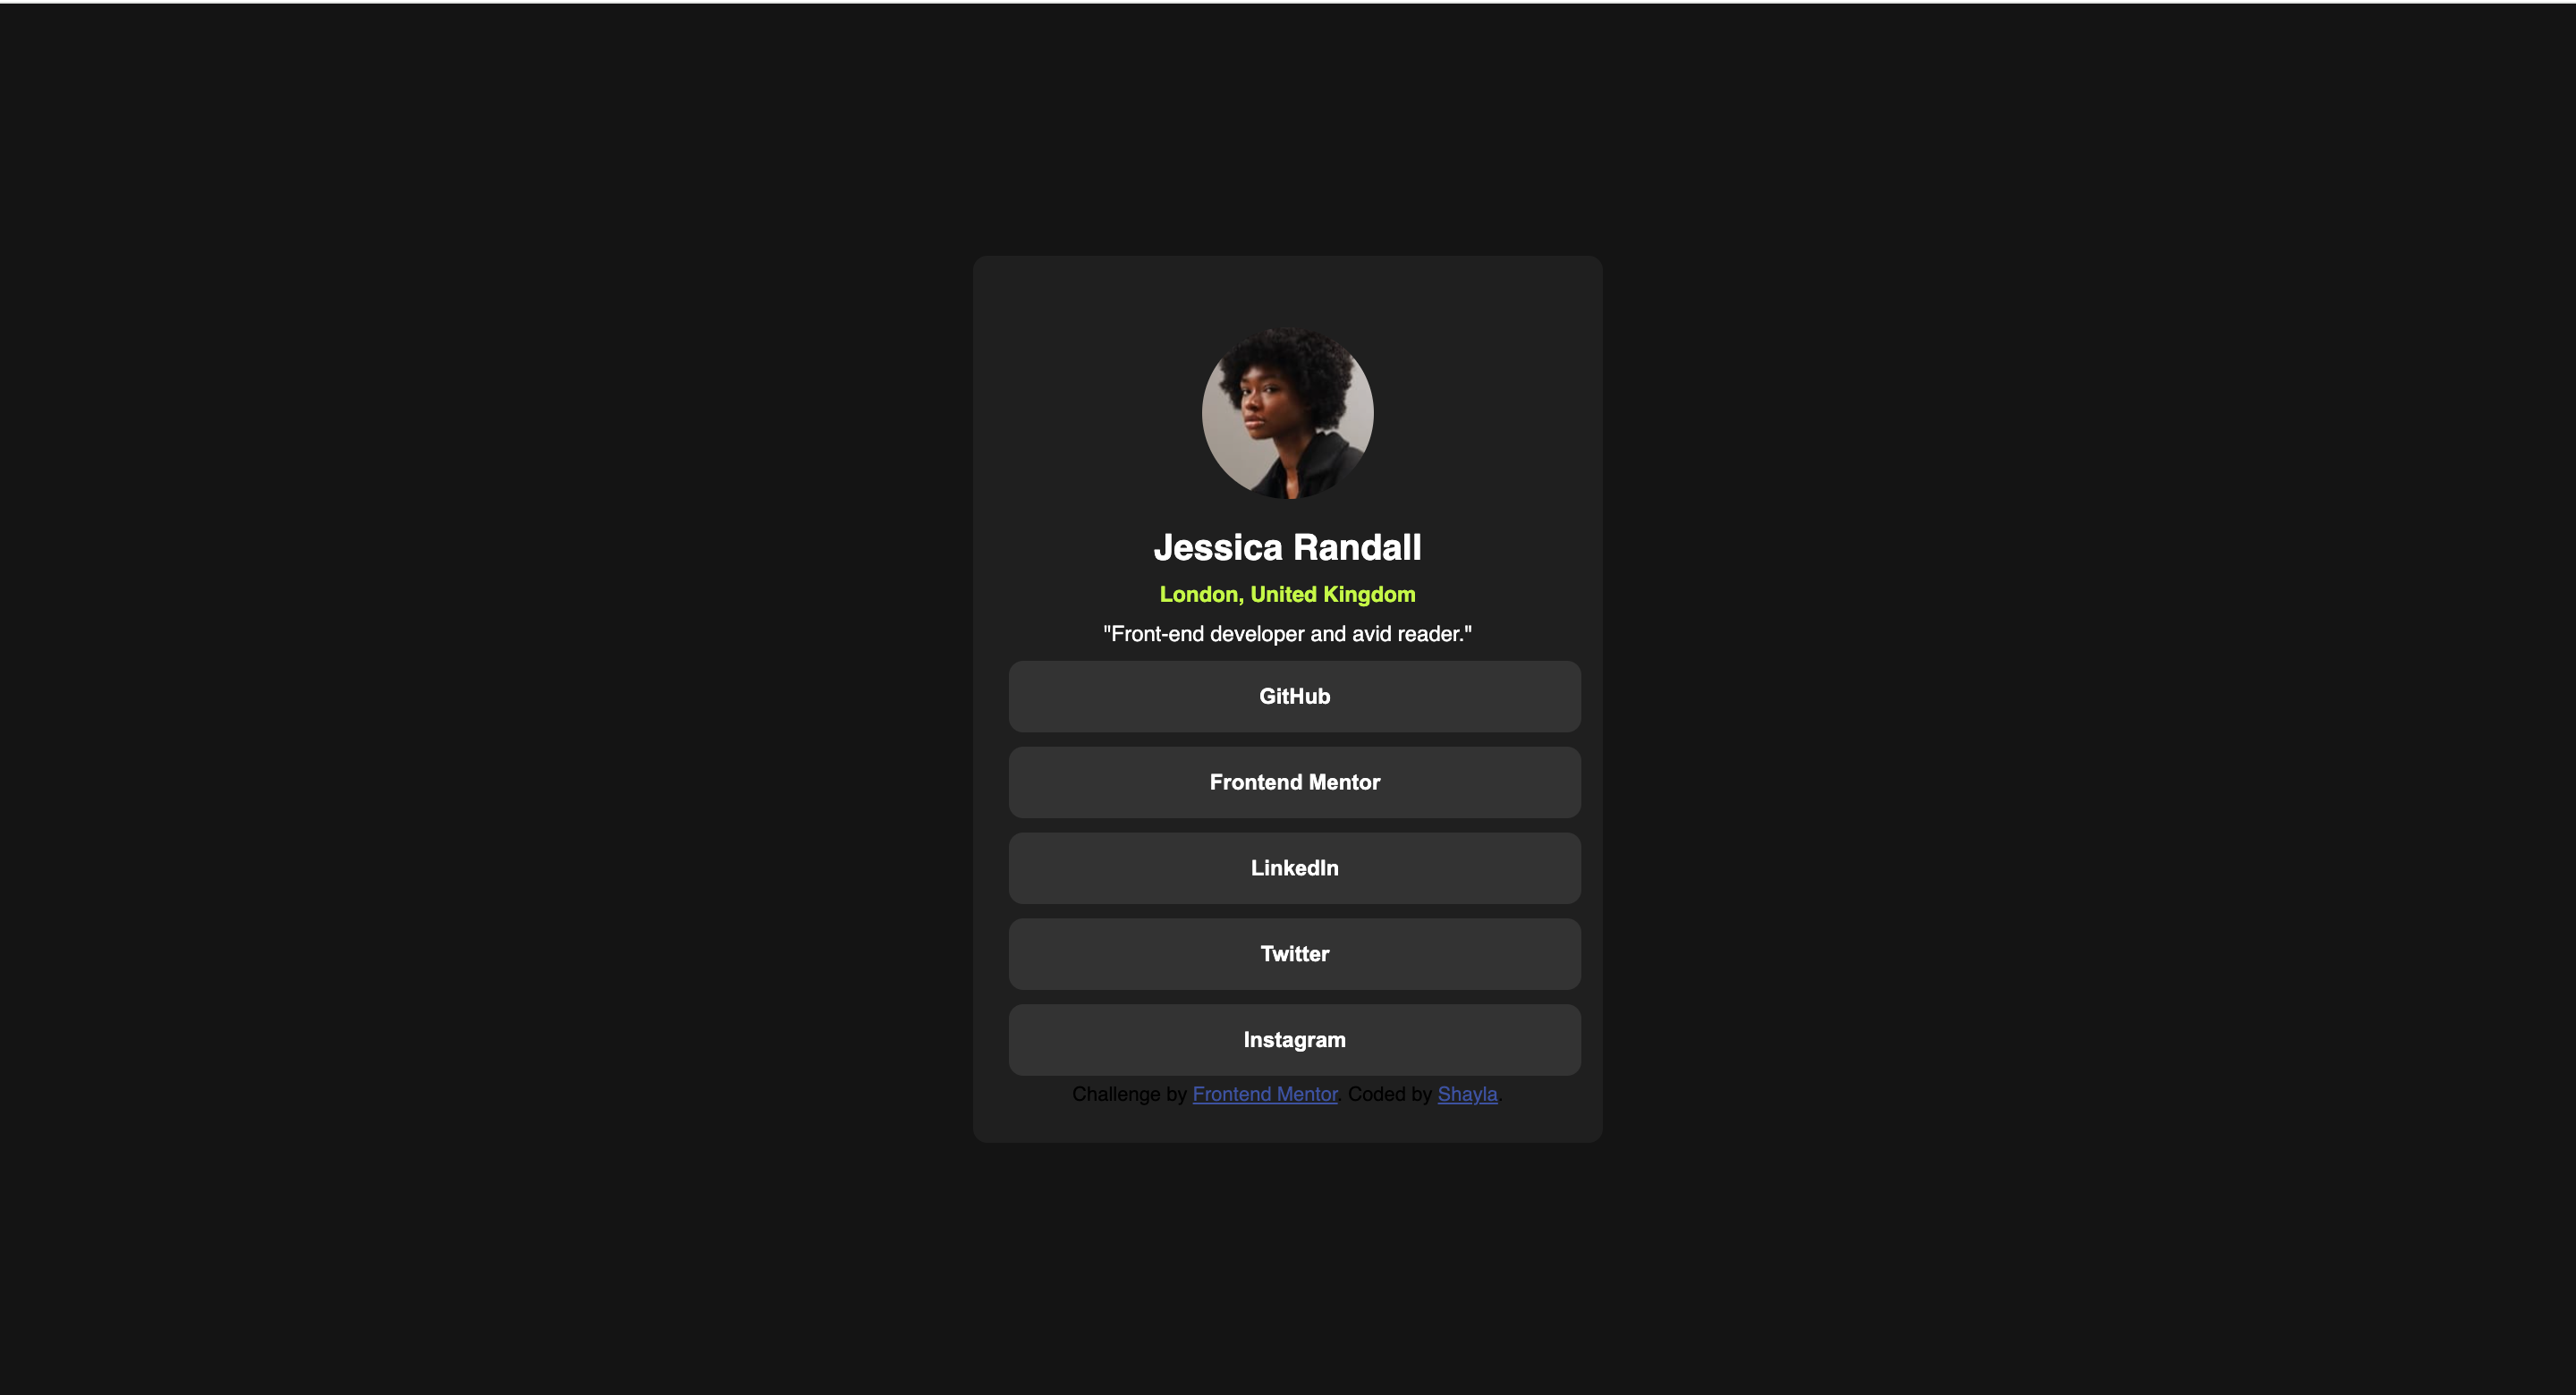 Jessica Randall
London, United Kingdom
"Front-end developer and avid reader."
GitHub
Frontend Mentor
LinkedIn
Twitter
Instagram
Challenge by Frontend Mentor. Coded by Shayla.